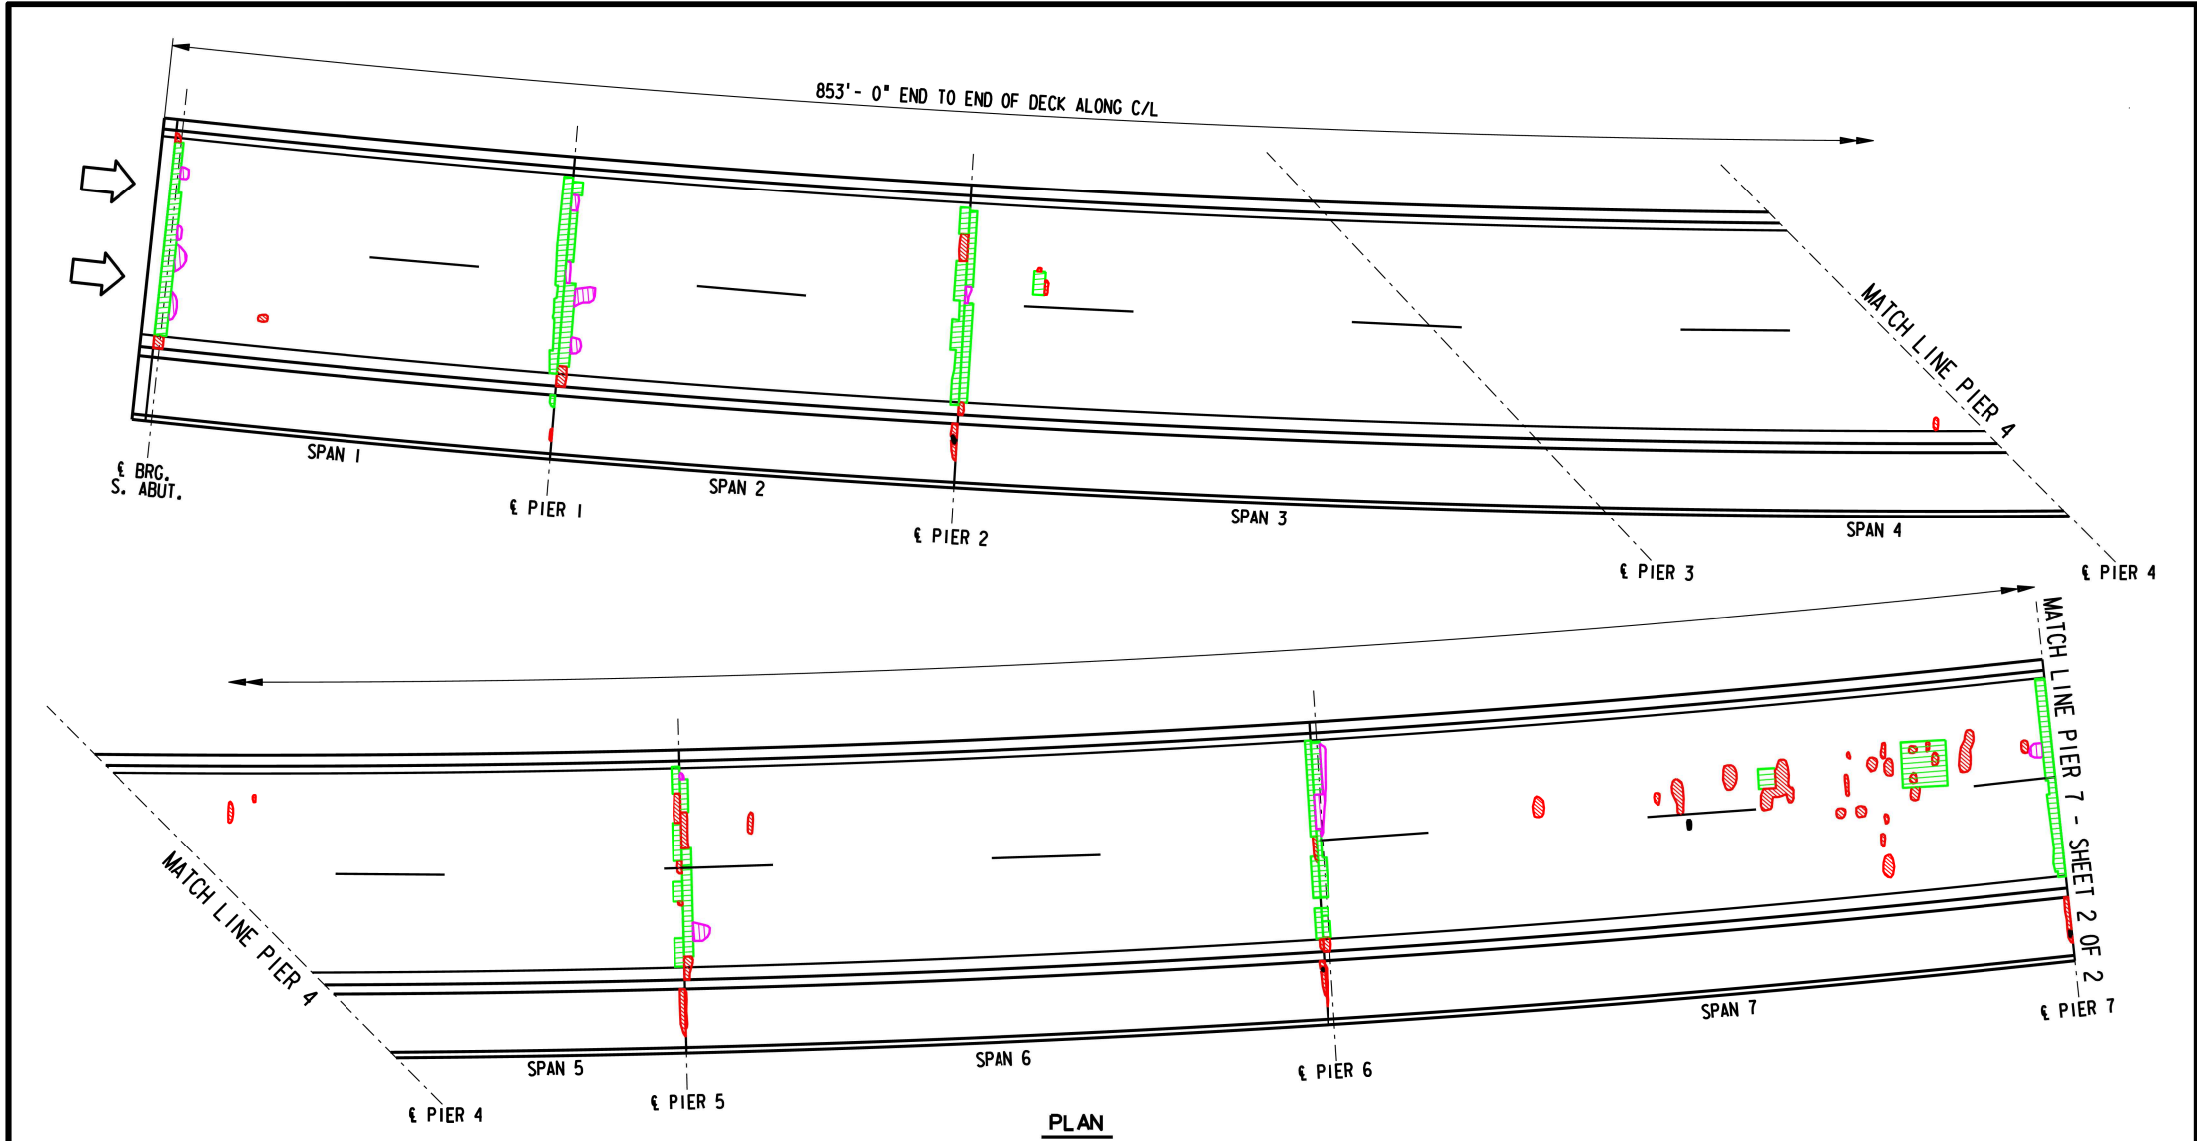 853'- 0" END TO END OF DECK ALONG C/L
MATCH LINE PIER 4
SPAN 1
SPAN 2
SPAN 3
SPAN 4
℄ BRG.
S. ABUT.
℄ PIER 1
℄ PIER 2
℄ PIER 3
℄ PIER 4
MATCH LINE PIER 7 - SHEET 2 OF 2
MATCH LINE PIER 4
SPAN 5
SPAN 6
SPAN 7
℄ PIER 4
℄ PIER 5
℄ PIER 6
℄ PIER 7
PLAN